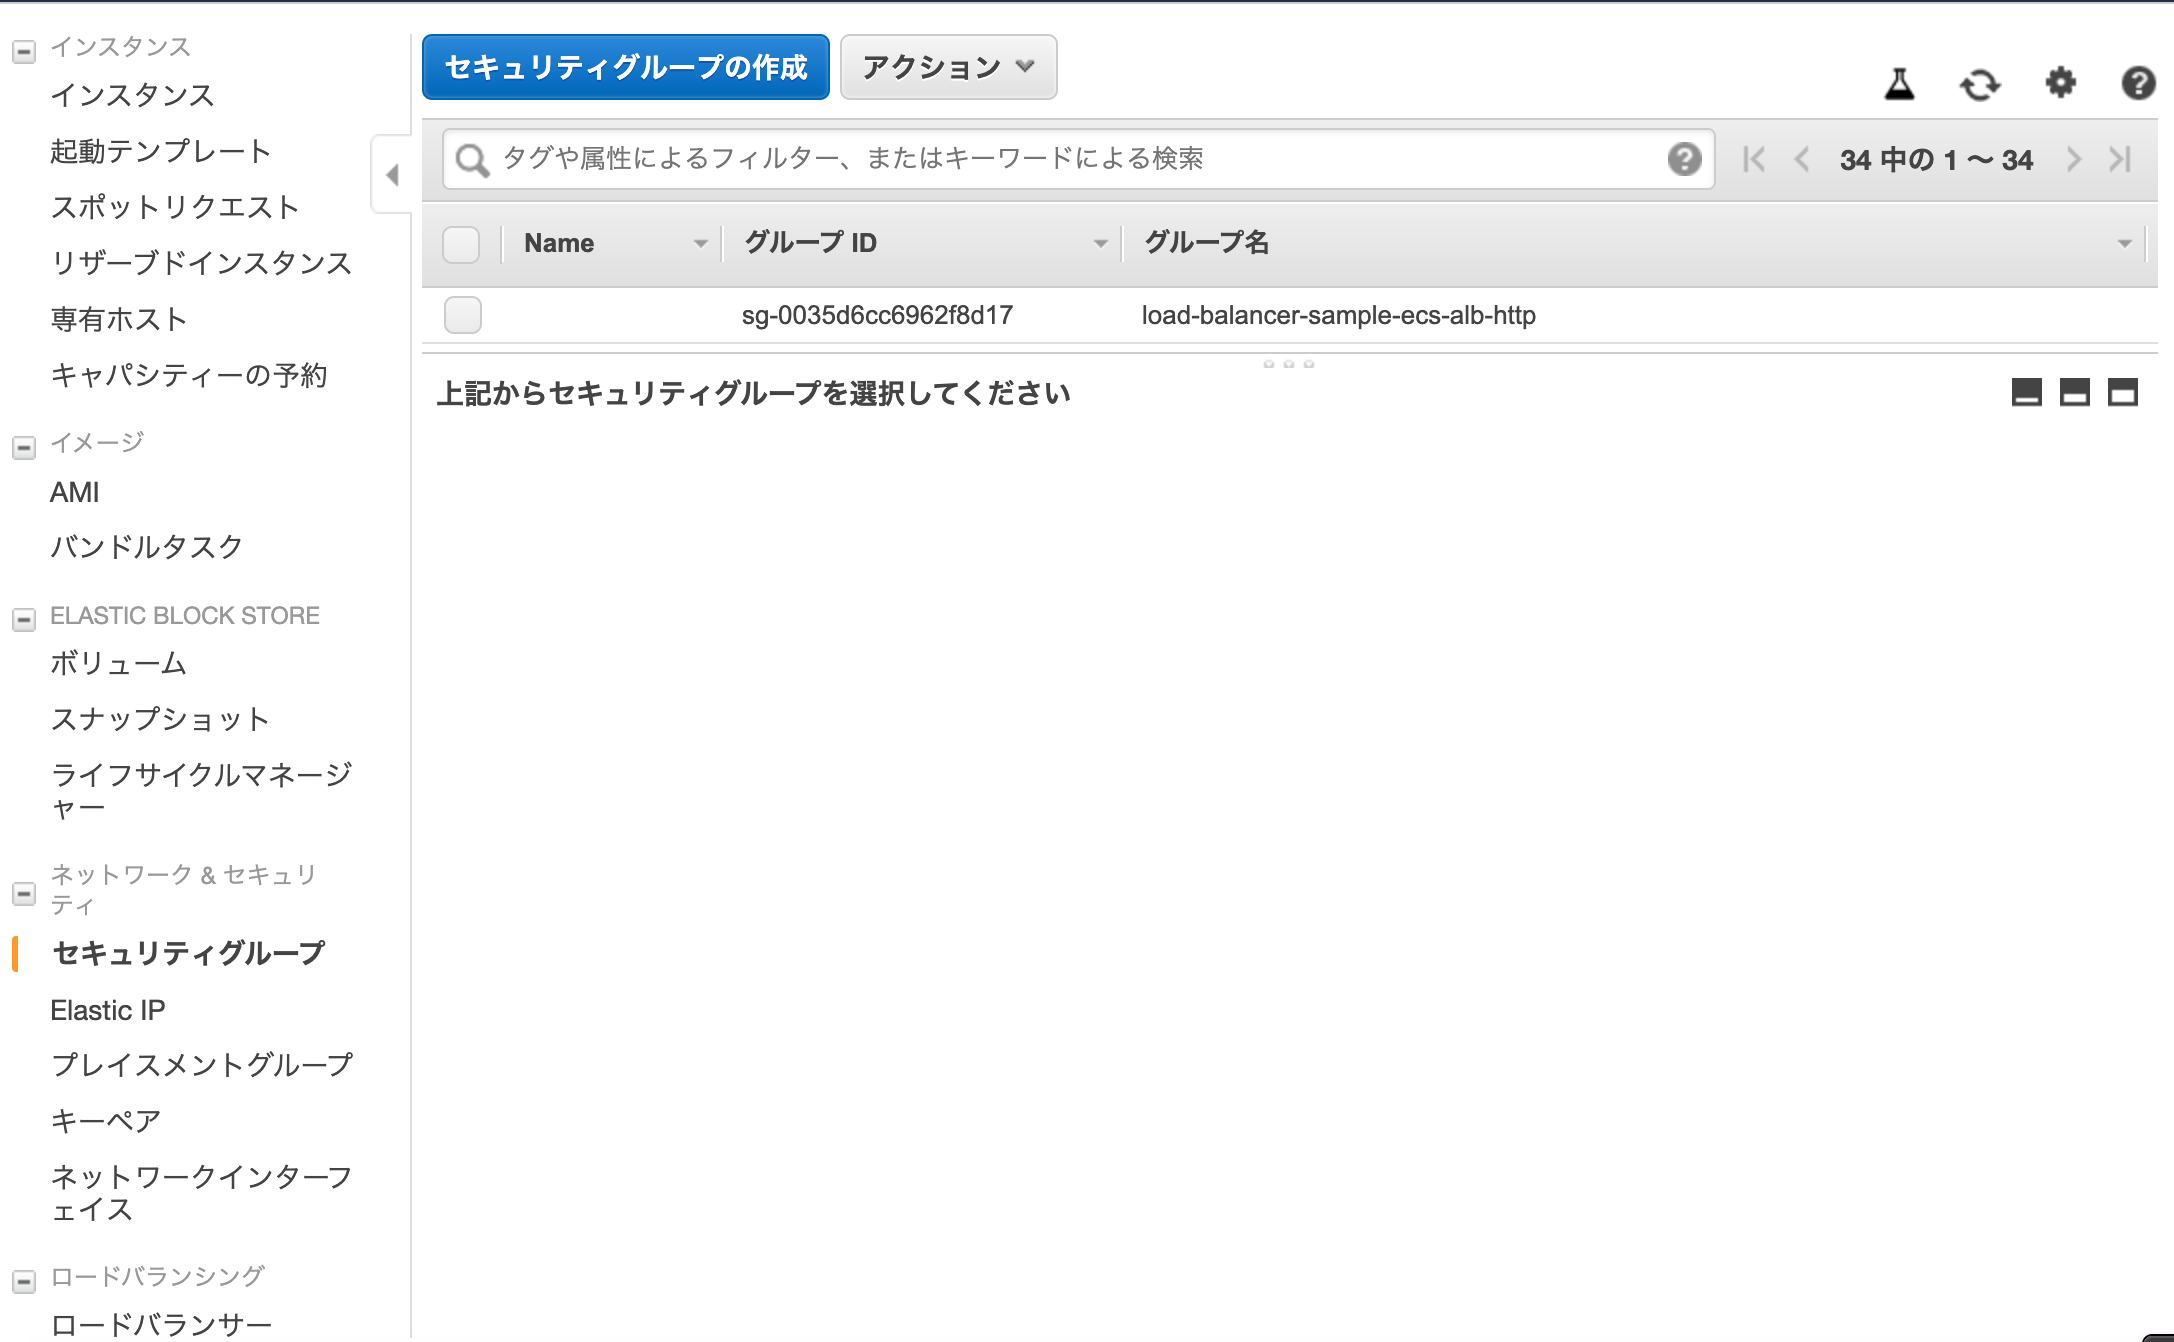 インスタンス
インスタンス
起動テンプレート
スポットリクエスト
リザーブドインスタンス
専有ホスト
キャパシティーの予約
イメージ
AMI
バンドルタスク
ELASTIC BLOCK STORE
ボリューム
スナップショット
ライフサイクルマネージ
ャー
ネットワーク & セキュリ
ティ
セキュリティグループ
Elastic IP
プレイスメントグループ
キーペア
ネットワークインターフ
ェイス
ロードバランシング
ロードバランサー
セキュリティグループの作成
アクション
タグや属性によるフィルター、またはキーワードによる検索
34 中の 1 〜 34
Name グループ ID グループ名
sg-0035d6cc6962f8d17 load-balancer-sample-ecs-alb-http
上記からセキュリティグループを選択してください